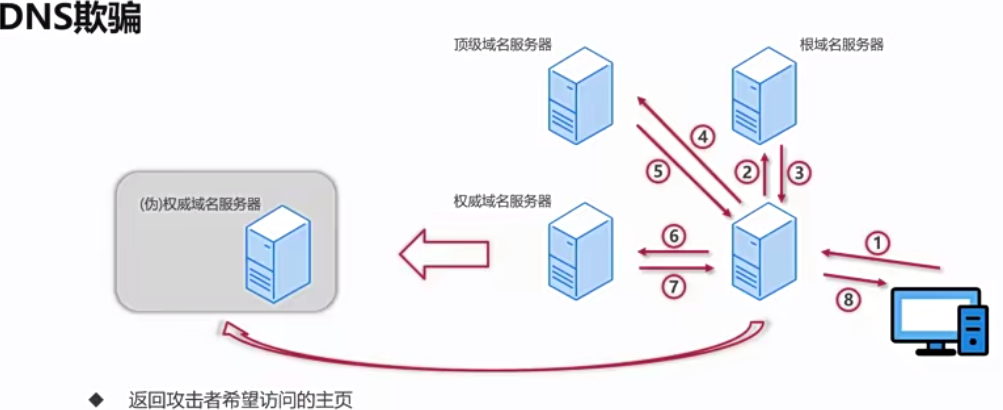 DNS欺骗
顶级域名服务器
根域名服务器
④
⑤
②
③
(伪)权威域名服务器
权威域名服务器
⑥
①
⑦
⑧
◆ 返回攻击者希望访问的主页